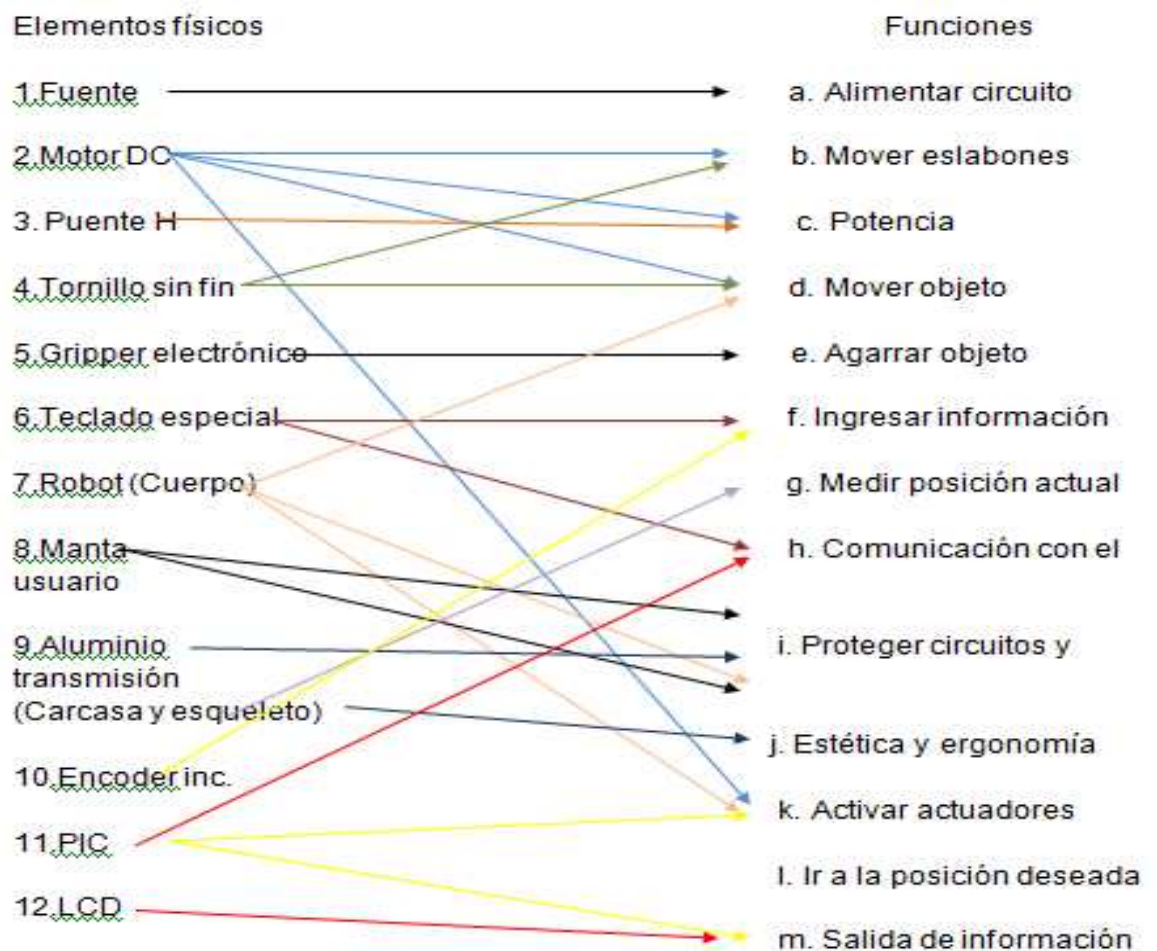 Elementos físicos Funciones
1.Fuente a. Alimentar circuito
2.Motor DC b. Mover eslabones
3. Puente H c. Potencia
4.Tornillo sin fin d. Mover objeto
5.Gripper electrónico e. Agarrar objeto
6.Teclado especial f. Ingresar información
7.Robot (Cuerpo) g. Medir posición actual
8.Manta h. Comunicación con el
usuario
9.Aluminio i. Proteger circuitos y
transmisión
(Carcasa y esqueleto)
j. Estética y ergonomía
10.Encoder inc.
k. Activar actuadores
11.PIC
l. Ir a la posición deseada
12.LCD
m. Salida de información